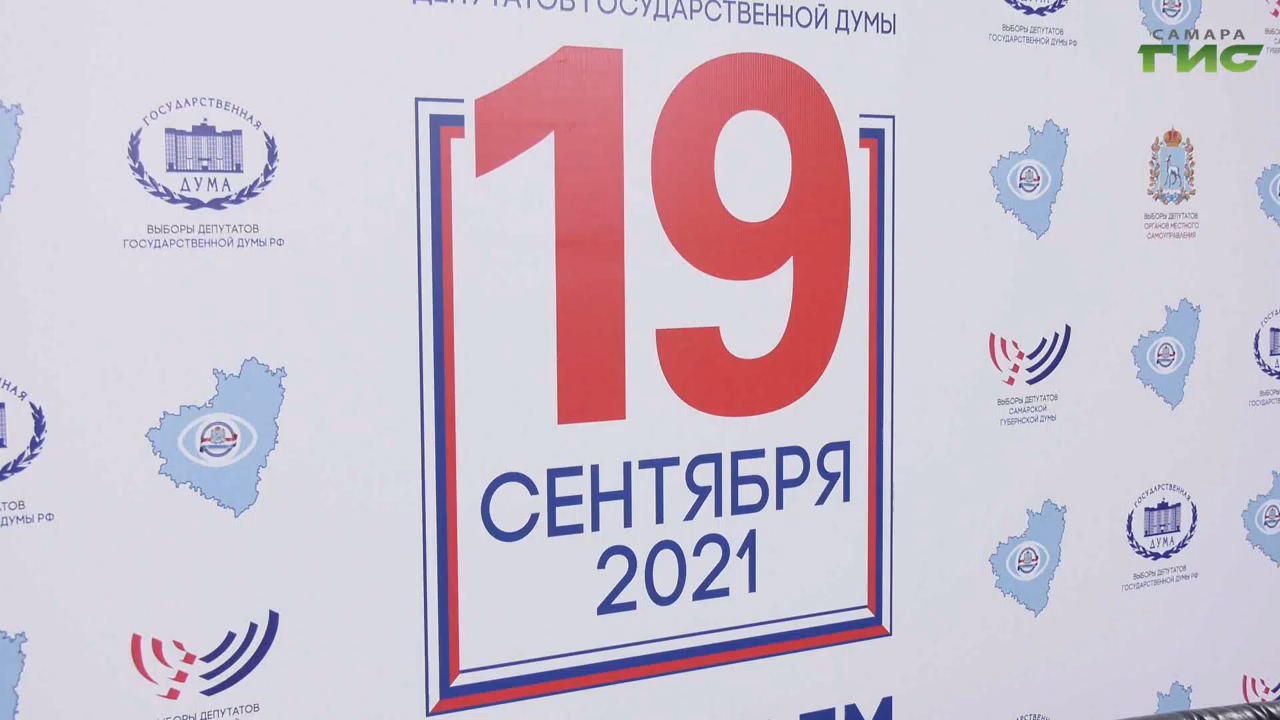 ДЕПУТАТОВ ГОСУДАРСТВЕННОЙ ДУМЫ
19
СЕНТЯБРЯ
2021
САМАРА
ГИС
ГОСУДАРСТВЕННАЯ
ДУМА
ВЫБОРЫ ДЕПУТАТОВ
ГОСУДАРСТВЕННОЙ ДУМЫ РФ
ВЫБОРЫ ДЕПУТАТОВ
ГОСУДАРСТВЕННОЙ ДУМЫ РФ
ВЫБОРЫ ДЕПУТАТОВ
ОРГАНОВ МЕСТНОГО
САМОУПРАВЛЕНИЯ
ВЫБОРЫ ДЕПУТАТОВ
САМАРСКОЙ
ГУБЕРНСКОЙ ДУМЫ
ГОСУДАРСТВЕННАЯ
ДУМА
ВЫБОРЫ ДЕПУТАТОВ
ГОСУДАРСТВЕННОЙ ДУМЫ РФ
ДУМЫ РФ
ВЫБОРЫ ДЕПУТАТОВ